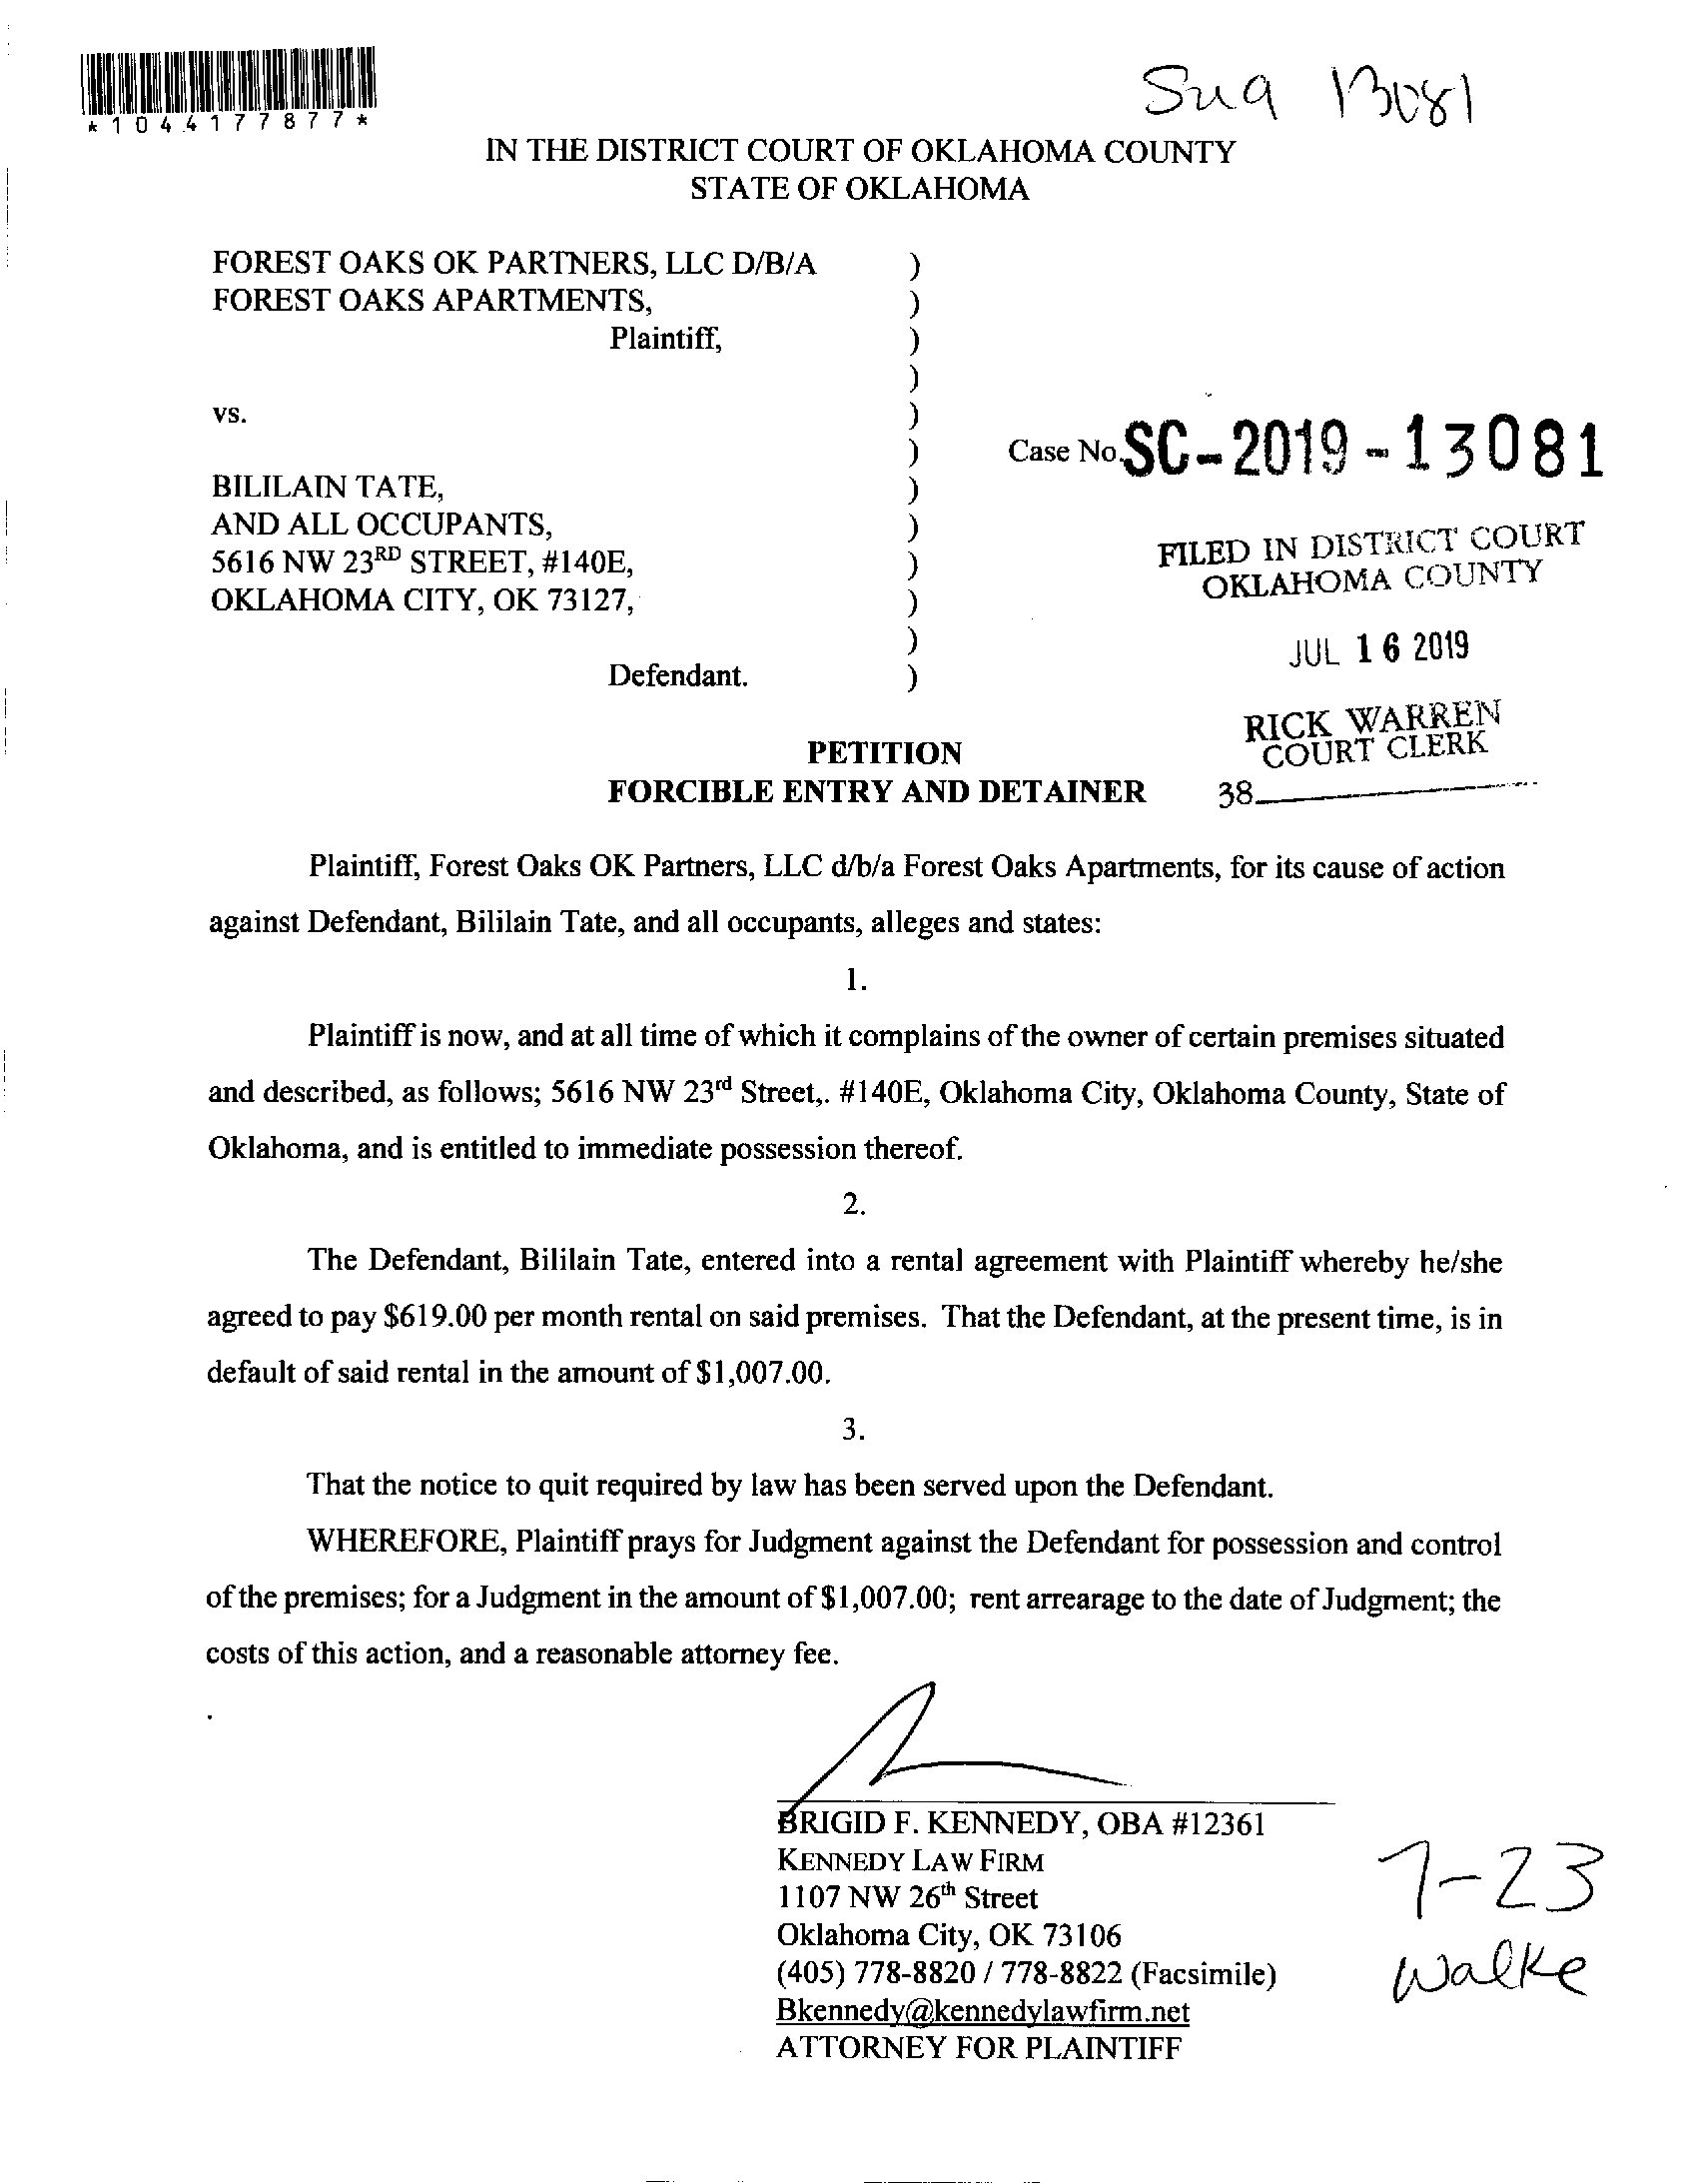 *1044177877*
13081
IN THE DISTRICT COURT OF OKLAHOMA COUNTY
STATE OF OKLAHOMA
FOREST OAKS OK PARTNERS, LLC D/B/A )
FOREST OAKS APARTMENTS, )
Plaintiff, )
)
vs. )
) Case No. SC-2019-13081
BILILAIN TATE, )
AND ALL OCCUPANTS, )
5616 NW 23RD STREET, #140E, )
OKLAHOMA CITY, OK 73127, )
)
Defendant. )
FILED IN DISTRICT COURT
OKLAHOMA COUNTY
JUL 16 2019
RICK WARREN
COURT CLERK
38
PETITION
FORCIBLE ENTRY AND DETAINER
Plaintiff, Forest Oaks OK Partners, LLC d/b/a Forest Oaks Apartments, for its cause of action
against Defendant, Bililain Tate, and all occupants, alleges and states:
1.
Plaintiff is now, and at all time of which it complains of the owner of certain premises situated
and described, as follows; 5616 NW 23rd Street,. #140E, Oklahoma City, Oklahoma County, State of
Oklahoma, and is entitled to immediate possession thereof.
2.
The Defendant, Bililain Tate, entered into a rental agreement with Plaintiff whereby he/she
agreed to pay $619.00 per month rental on said premises. That the Defendant, at the present time, is in
default of said rental in the amount of $1,007.00.
3.
That the notice to quit required by law has been served upon the Defendant.
WHEREFORE, Plaintiff prays for Judgment against the Defendant for possession and control
of the premises; for a Judgment in the amount of $1,007.00; rent arrearage to the date of Judgment; the
costs of this action, and a reasonable attorney fee.
BRIGID F. KENNEDY, OBA #12361
KENNEDY LAW FIRM
1107 NW 26th Street
Oklahoma City, OK 73106
(405) 778-8820 / 778-8822 (Facsimile)
Bkennedy@kennedylawfirm.net
ATTORNEY FOR PLAINTIFF
7-23
Walke